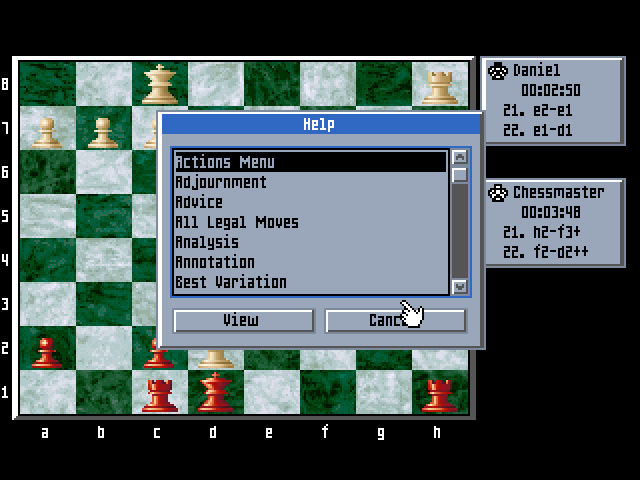 Daniel
00:02:50
21. e2-e1
22. e1-d1
Chessmaster
00:03:48
21. h2-f3+
22. f2-d2++
Help
Actions Menu
Adjournment
Advice
All Legal Moves
Analysis
Annotation
Best Variation
View
Canc
8
7
6
5
4
3
2
1
a b c d e f g h